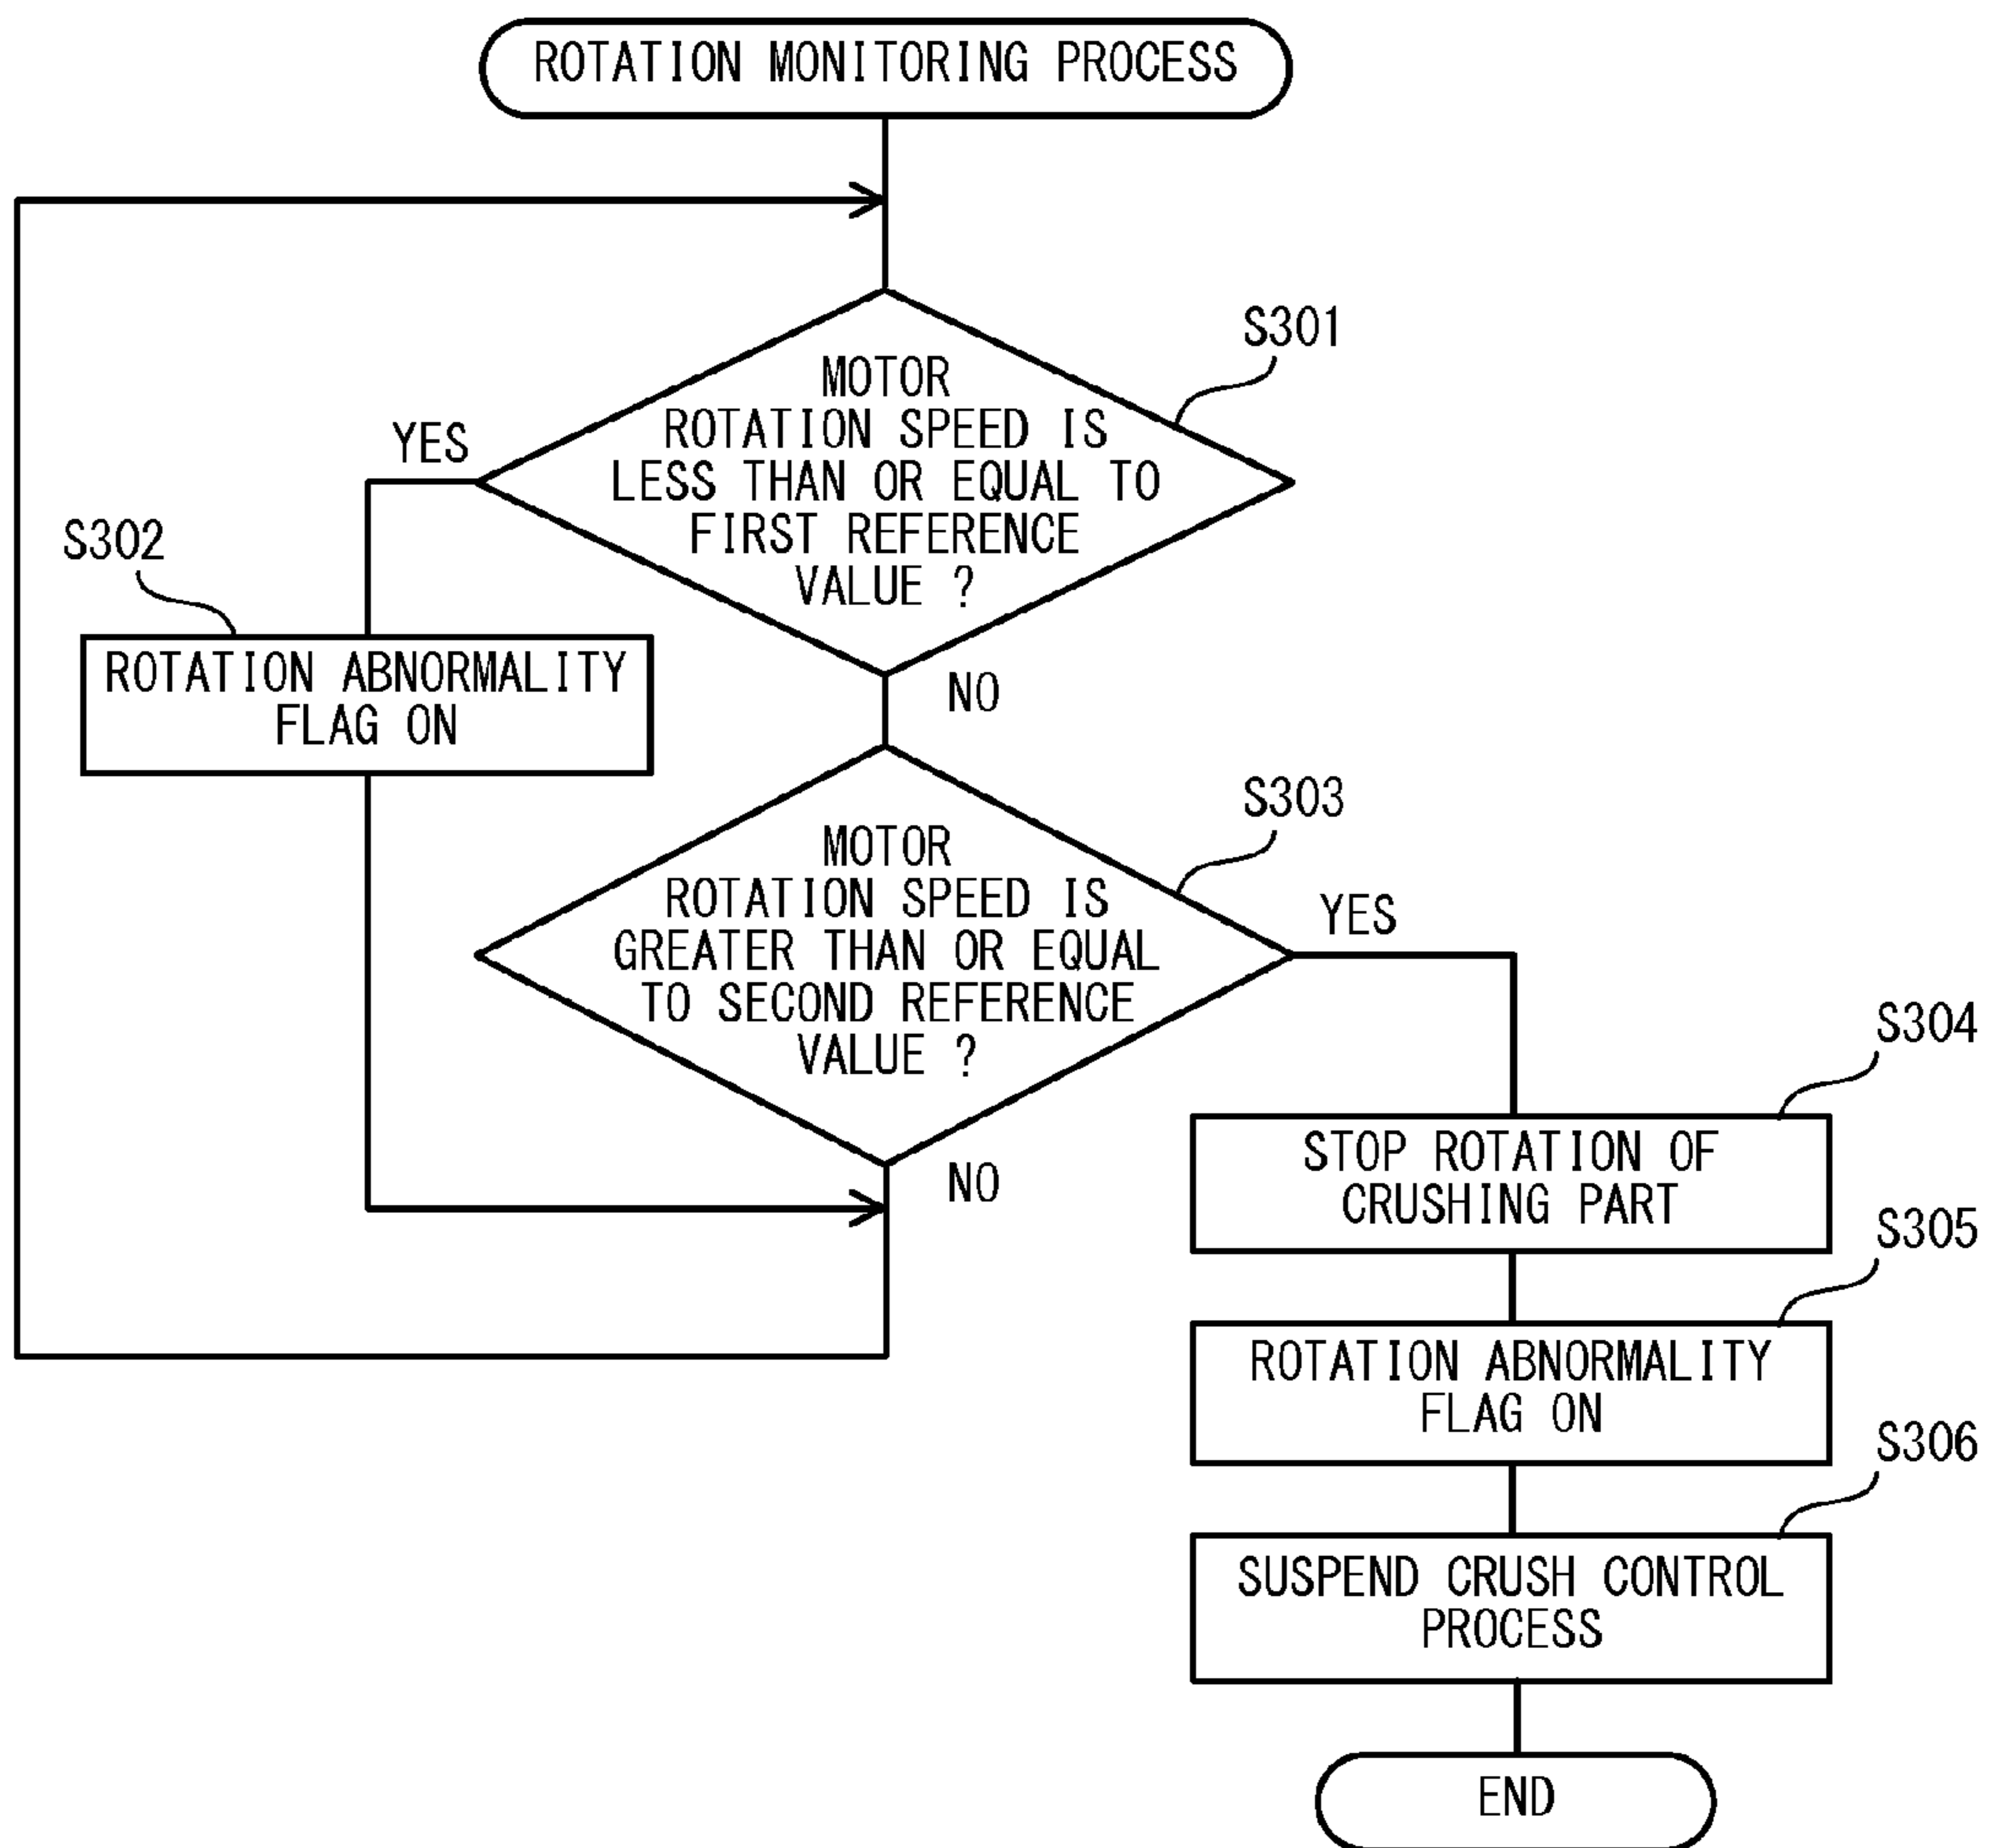 ROTATION MONITORING PROCESS
S301
MOTOR
ROTATION SPEED IS
LESS THAN OR EQUAL TO
FIRST REFERENCE
VALUE ?
YES
NO
S302
ROTATION ABNORMALITY
FLAG ON
S303
MOTOR
ROTATION SPEED IS
GREATER THAN OR EQUAL
TO SECOND REFERENCE
VALUE ?
YES
NO
S304
STOP ROTATION OF
CRUSHING PART
S305
ROTATION ABNORMALITY
FLAG ON
S306
SUSPEND CRUSH CONTROL
PROCESS
END